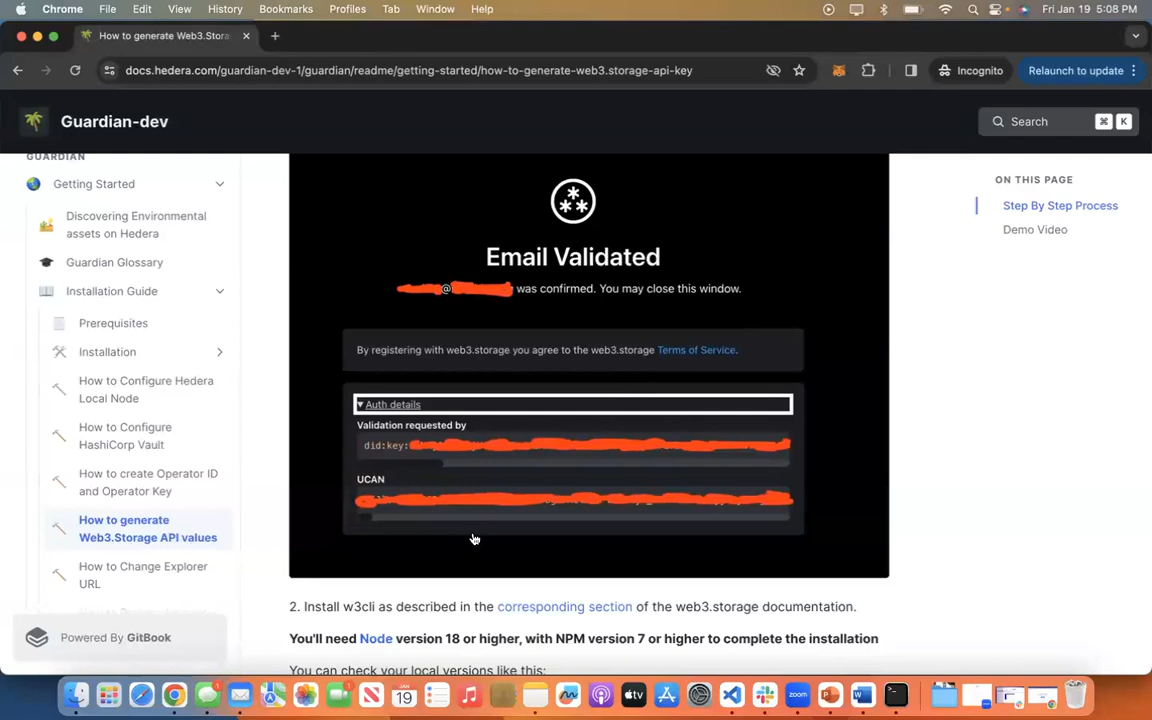 Chrome File Edit View History Bookmarks Profiles Tab Window Help Fri Jan 19 5:08 PM
How to generate Web3.Stora
docs.hedera.com/guardian-dev-1/guardian/readme/getting-started/how-to-generate-web3.storage-api-key
Incognito
Relaunch to update
Guardian-dev
Search
⌘ K
GUARDIAN
Getting Started
Discovering Environmental
assets on Hedera
Guardian Glossary
Installation Guide
Prerequisites
Installation
How to Configure Hedera
Local Node
How to Configure
HashiCorp Vault
How to create Operator ID
and Operator Key
How to generate
Web3.Storage API values
How to Change Explorer
URL
Powered By GitBook
Email Validated
@ was confirmed. You may close this window.
By registering with web3.storage you agree to the web3.storage Terms of Service.
Auth details
Validation requested by
did:key:
UCAN
2. Install w3cli as described in the corresponding section of the web3.storage documentation.
You'll need Node version 18 or higher, with NPM version 7 or higher to complete the installation
You can check your local versions like this:
ON THIS PAGE
Step By Step Process
Demo Video
JAN
19
tv
zoom